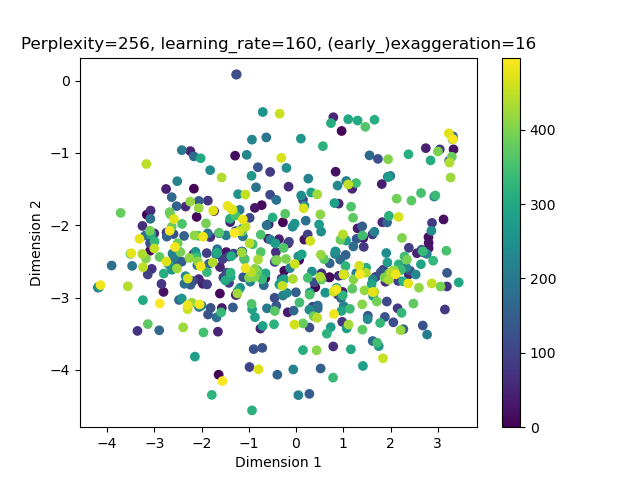 Perplexity=256, learning_rate=160, (early_)exaggeration=16
0
−1
−2
−3
−4
Dimension 2
−4 −3 −2 −1 0 1 2 3
Dimension 1
400
300
200
100
0